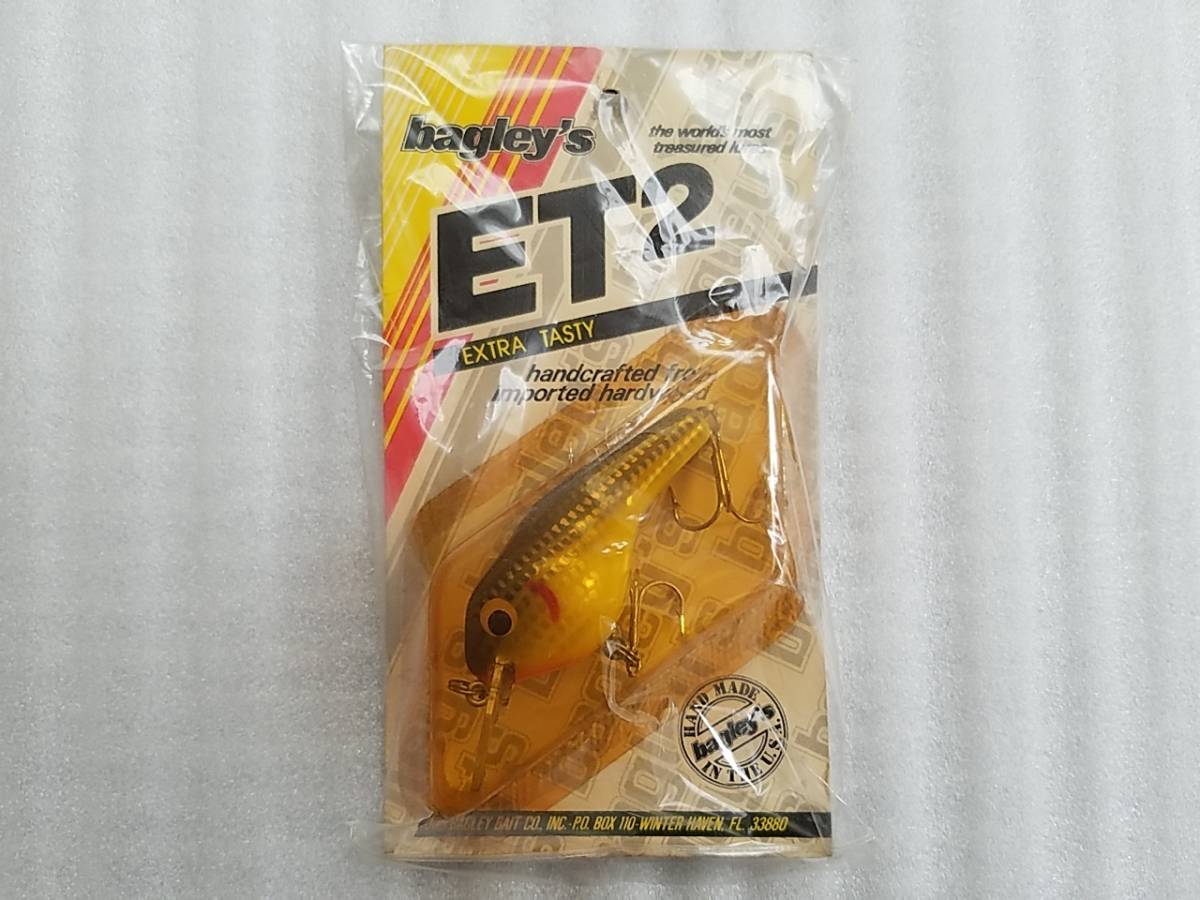 bagley's
the world's most
treasured lures
ET2
EXTRA TASTY
handcrafted from
imported hardwood
HAND MADE
bagley's
IN THE U.S.A.
BAGLEY BAIT CO., INC.-P.O. BOX 110-WINTER HAVEN, FL. 33880